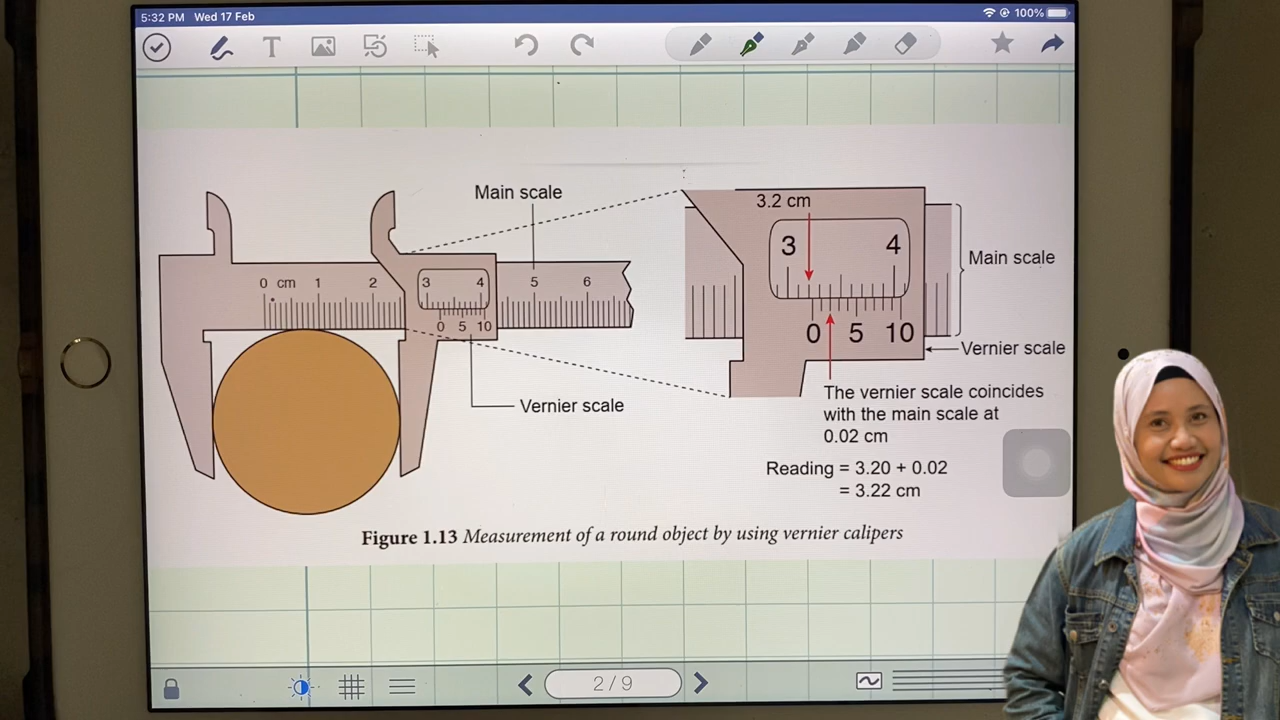 5:32 PM Wed 17 Feb
100%
T
Main scale
0 cm 1 2 3 4 5 6
0 5 10
Vernier scale
3.2 cm
3 4
Main scale
0 5 10
Vernier scale
The vernier scale coincides
with the main scale at
0.02 cm
Reading = 3.20 + 0.02
= 3.22 cm
Figure 1.13 Measurement of a round object by using vernier calipers
2 / 9